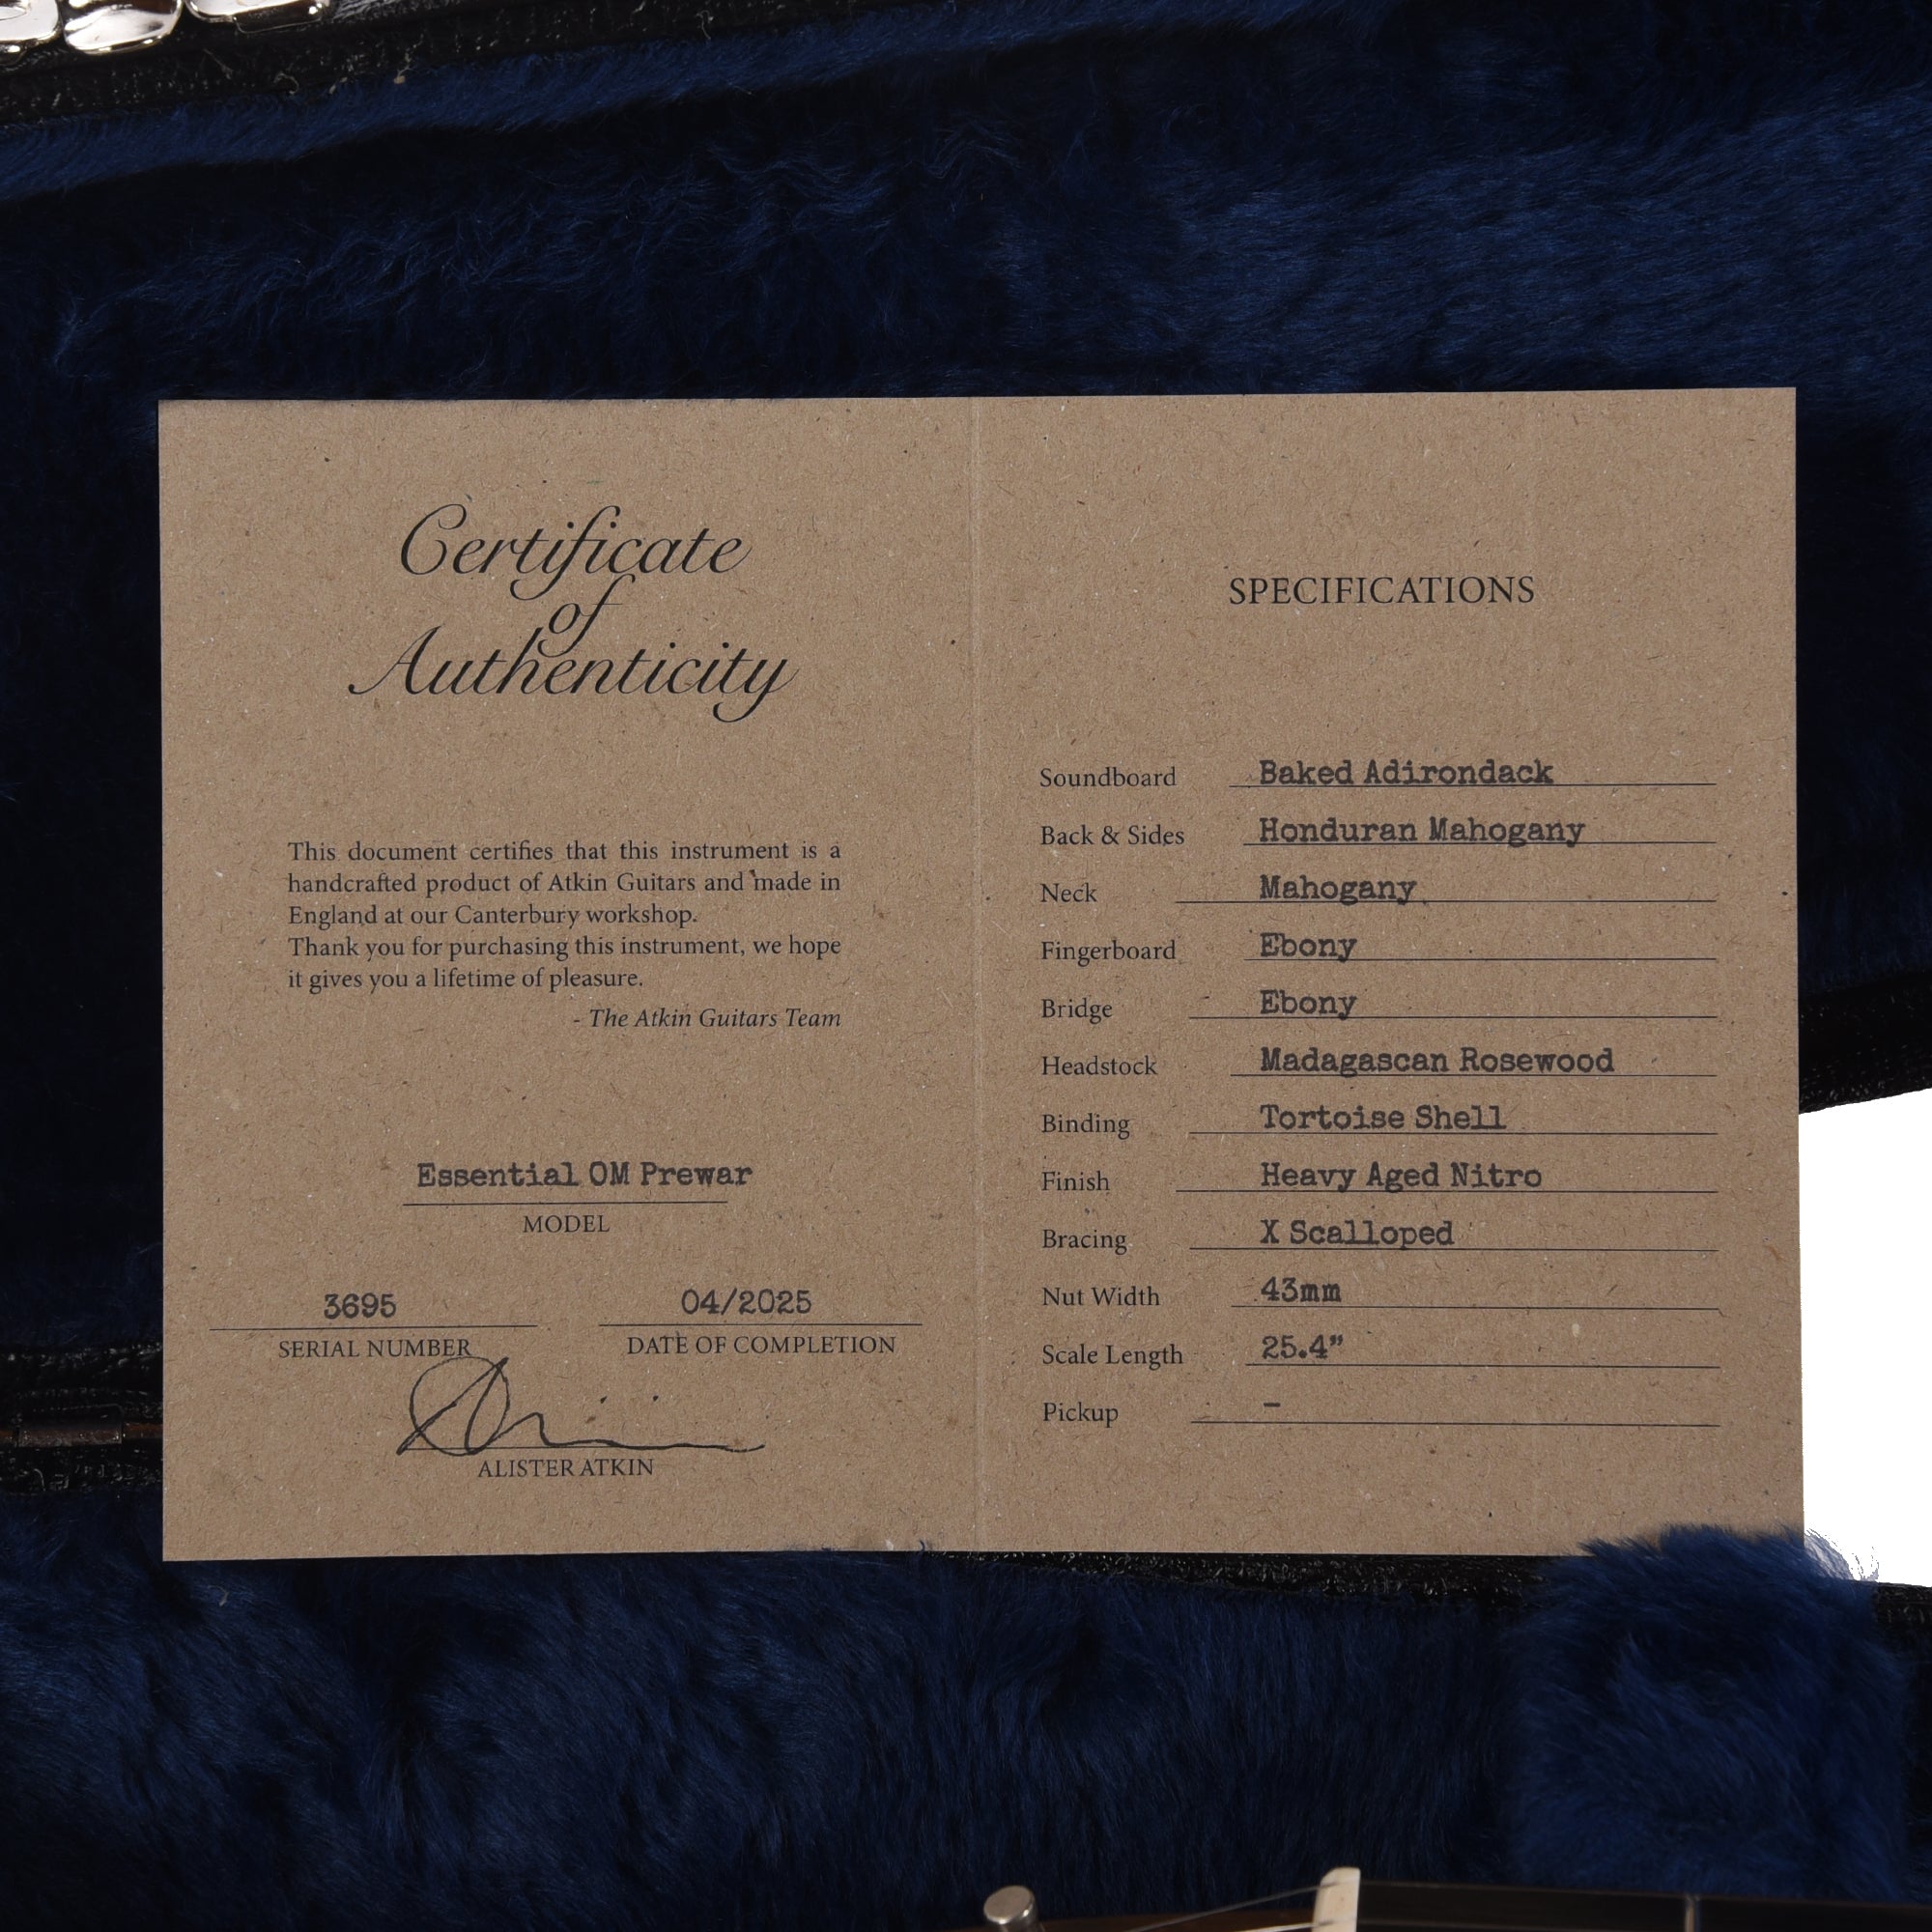 Certificate
of
Authenticity
This document certifies that this instrument is a
handcrafted product of Atkin Guitars and made in
England at our Canterbury workshop.
Thank you for purchasing this instrument, we hope
it gives you a lifetime of pleasure.
- The Atkin Guitars Team
Essential OM Prewar
MODEL
3695 04/2025
SERIAL NUMBER DATE OF COMPLETION
ALISTER ATKIN
SPECIFICATIONS
Soundboard Baked Adirondack
Back & Sides Honduran Mahogany
Neck Mahogany
Fingerboard Ebony
Bridge Ebony
Headstock Madagascan Rosewood
Binding Tortoise Shell
Finish Heavy Aged Nitro
Bracing X Scalloped
Nut Width 43mm
Scale Length 25.4”
Pickup -